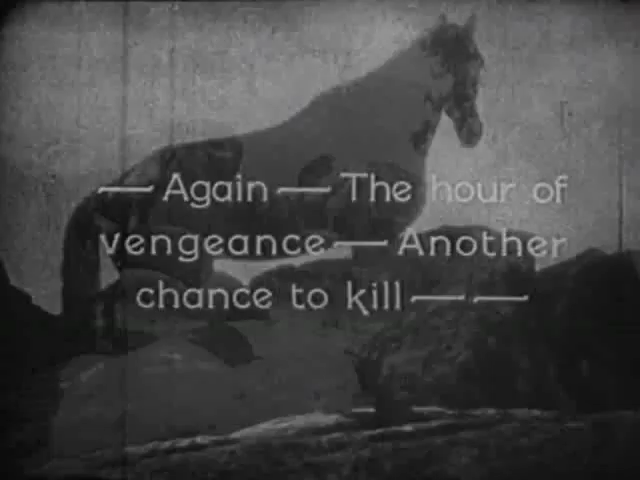 — Again — The hour of
vengeance — Another
chance to kill — —